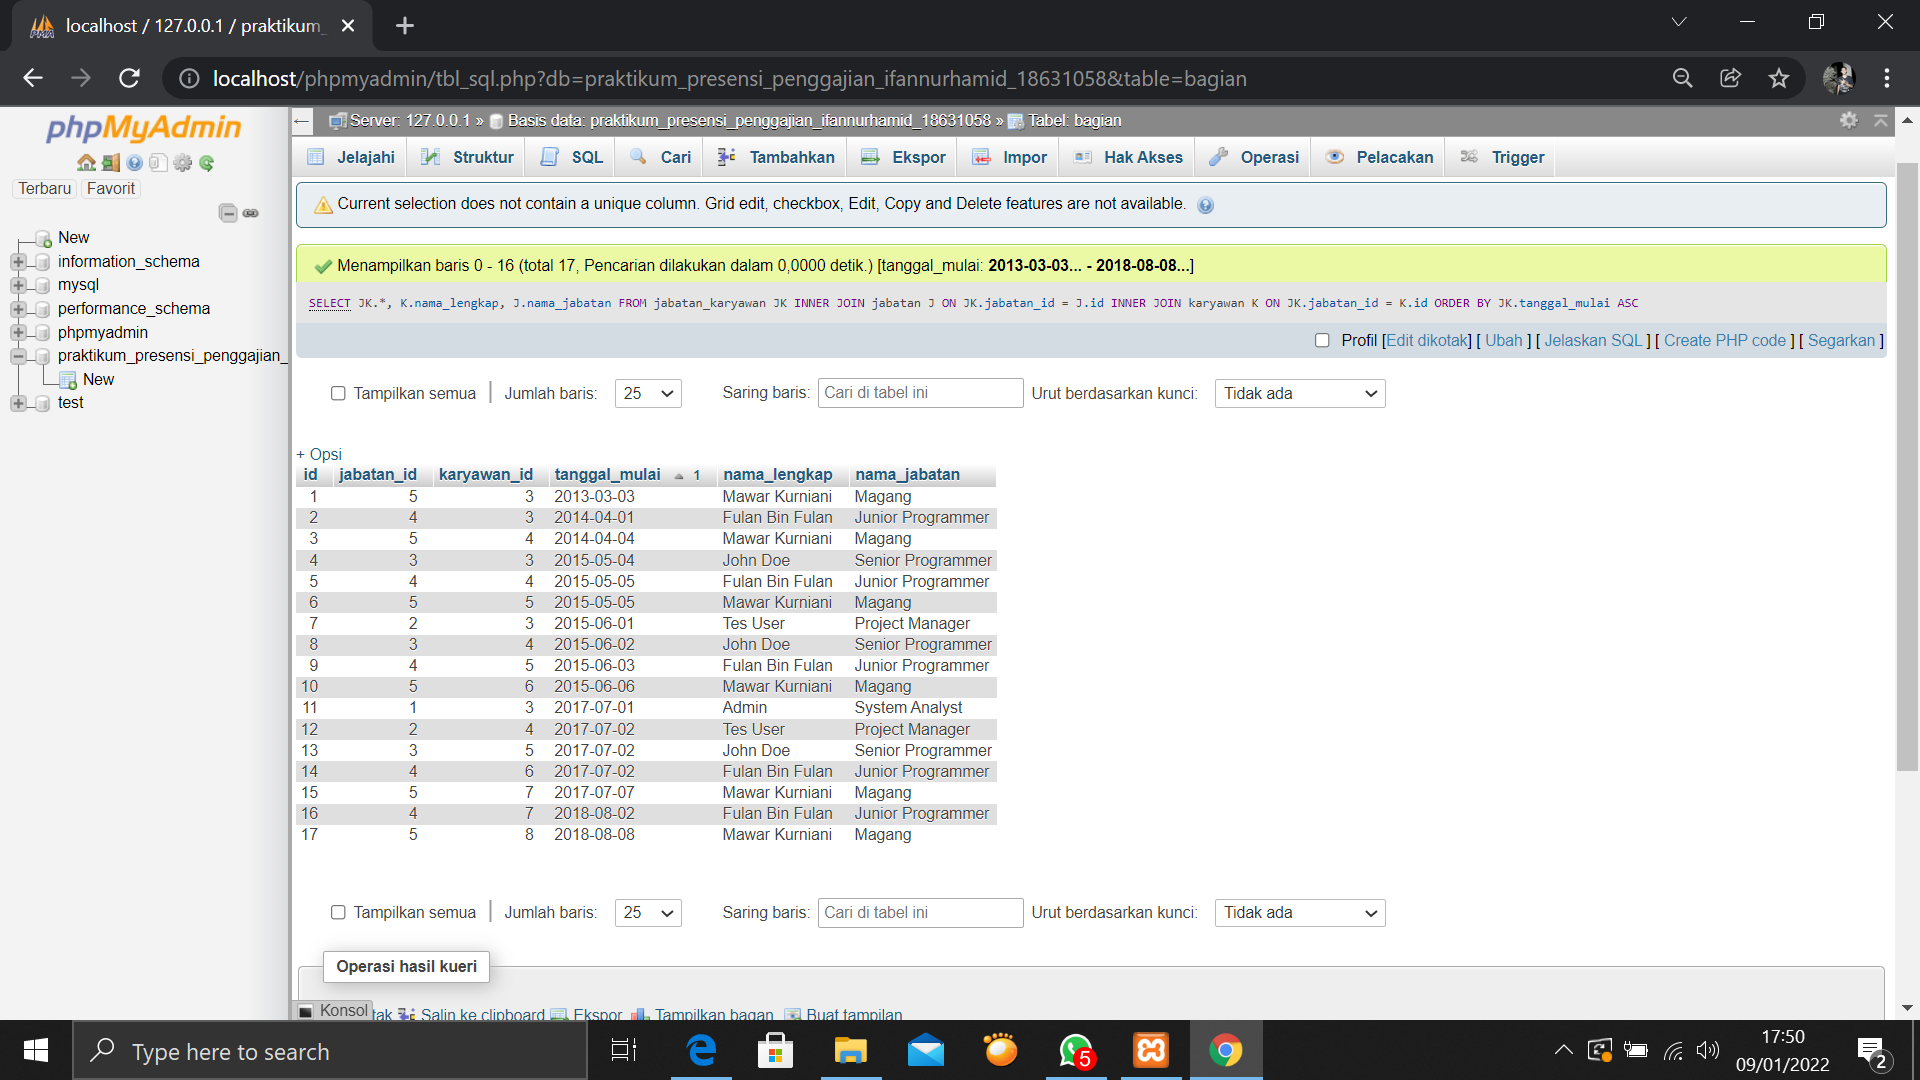 localhost / 127.0.0.1 / praktikum_
localhost/phpmyadmin/tbl_sql.php?db=praktikum_presensi_penggajian_ifannurhamid_18631058&table=bagian
phpMyAdmin
Terbaru Favorit
New
information_schema
mysql
performance_schema
phpmyadmin
praktikum_presensi_penggajian_
New
test
Server: 127.0.0.1 » Basis data: praktikum_presensi_penggajian_ifannurhamid_18631058 » Tabel: bagian
Jelajahi Struktur SQL Cari Tambahkan Ekspor Impor Hak Akses Operasi Pelacakan Trigger
Current selection does not contain a unique column. Grid edit, checkbox, Edit, Copy and Delete features are not available.
Menampilkan baris 0 - 16 (total 17, Pencarian dilakukan dalam 0,0000 detik.) [tanggal_mulai: 2013-03-03... - 2018-08-08...]
SELECT JK.*, K.nama_lengkap, J.nama_jabatan FROM jabatan_karyawan JK INNER JOIN jabatan J ON JK.jabatan_id = J.id INNER JOIN karyawan K ON JK.jabatan_id = K.id ORDER BY JK.tanggal_mulai ASC
Profil [Edit dikotak] [ Ubah ] [ Jelaskan SQL ] [ Create PHP code ] [ Segarkan ]
Tampilkan semua | Jumlah baris: 25 Saring baris: Cari di tabel ini Urut berdasarkan kunci: Tidak ada
+ Opsi
id jabatan_id karyawan_id tanggal_mulai 1 nama_lengkap nama_jabatan
1 5 3 2013-03-03 Mawar Kurniani Magang
2 4 3 2014-04-01 Fulan Bin Fulan Junior Programmer
3 5 4 2014-04-04 Mawar Kurniani Magang
4 3 3 2015-05-04 John Doe Senior Programmer
5 4 4 2015-05-05 Fulan Bin Fulan Junior Programmer
6 5 5 2015-05-05 Mawar Kurniani Magang
7 2 3 2015-06-01 Tes User Project Manager
8 3 4 2015-06-02 John Doe Senior Programmer
9 4 5 2015-06-03 Fulan Bin Fulan Junior Programmer
10 5 6 2015-06-06 Mawar Kurniani Magang
11 1 3 2017-07-01 Admin System Analyst
12 2 4 2017-07-02 Tes User Project Manager
13 3 5 2017-07-02 John Doe Senior Programmer
14 4 6 2017-07-02 Fulan Bin Fulan Junior Programmer
15 5 7 2017-07-07 Mawar Kurniani Magang
16 4 7 2018-08-02 Fulan Bin Fulan Junior Programmer
17 5 8 2018-08-08 Mawar Kurniani Magang
Tampilkan semua | Jumlah baris: 25 Saring baris: Cari di tabel ini Urut berdasarkan kunci: Tidak ada
Operasi hasil kueri
Konsol tak Salin ke clipboard Ekspor Tampilkan bagan Buat tampilan
Type here to search
5
17:50
09/01/2022
2